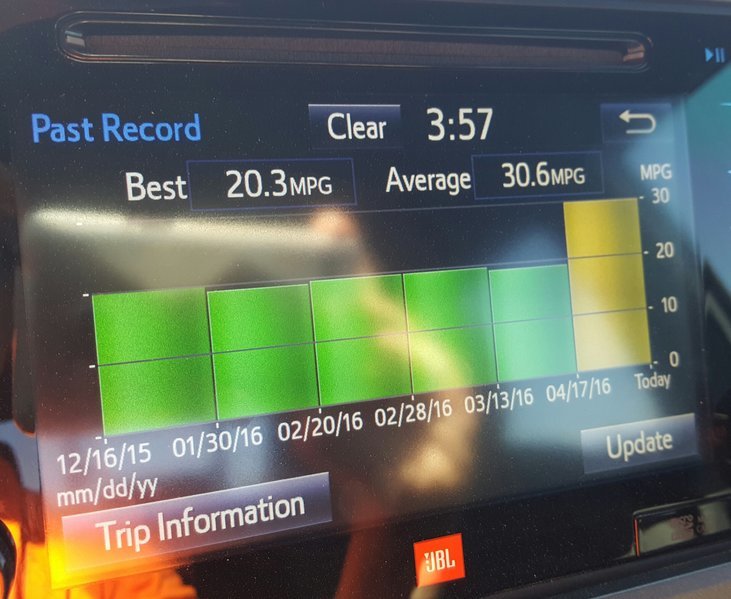 Past Record Clear 3:57
Best 20.3MPG Average 30.6MPG MPG
30
20
10
0
12/16/15 01/30/16 02/20/16 02/28/16 03/13/16 04/17/16 Today
mm/dd/yy
Update
Trip Information
JBL